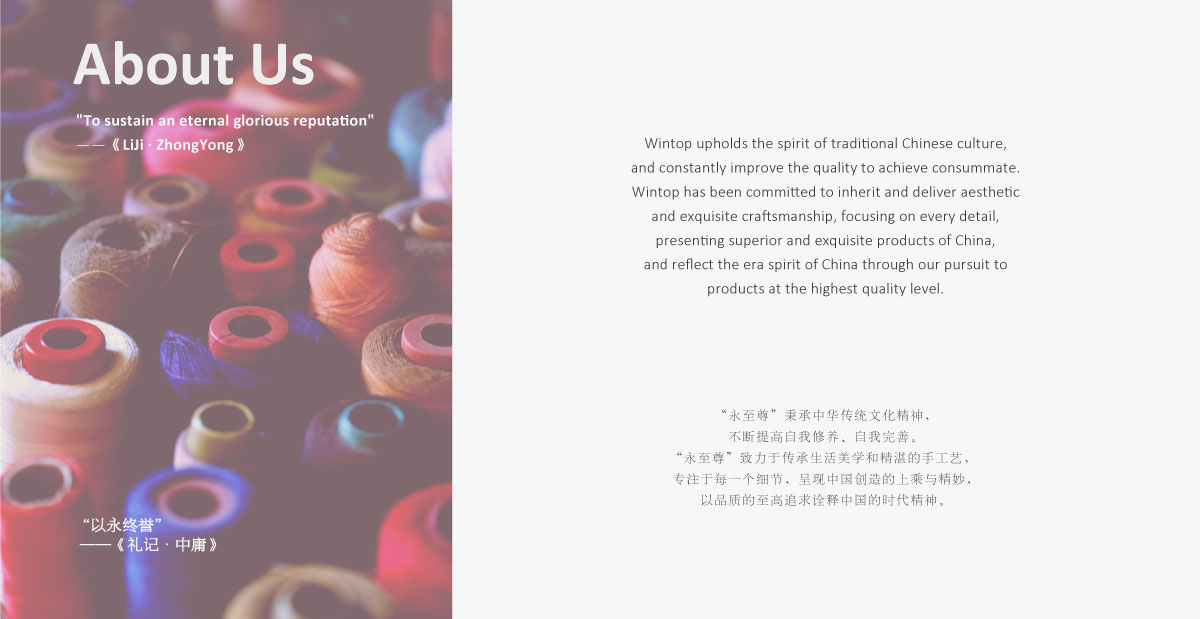 About Us
"To sustain an eternal glorious reputation"
——《 LiJi · ZhongYong 》
Wintop upholds the spirit of traditional Chinese culture,
and constantly improve the quality to achieve consummate.
Wintop has been committed to inherit and deliver aesthetic
and exquisite craftsmanship, focusing on every detail,
presenting superior and exquisite products of China,
and reflect the era spirit of China through our pursuit to
products at the highest quality level.
“永至尊”秉承中华传统文化精神，
不断提高自我修养、自我完善。
“永至尊”致力于传承生活美学和精湛的手工艺，
专注于每一个细节，呈现中国创造的上乘与精妙，
以品质的至高追求诠释中国的时代精神。
“以永终誉”
——《 礼记 · 中庸 》